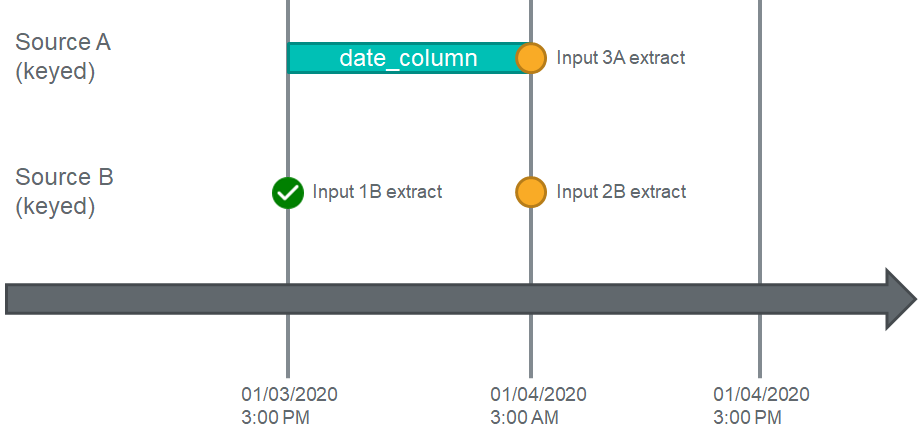 Source A
(keyed)
date_column
Input 3A extract
Source B
(keyed)
Input 1B extract
Input 2B extract
01/03/2020
3:00 PM
01/04/2020
3:00 AM
01/04/2020
3:00 PM